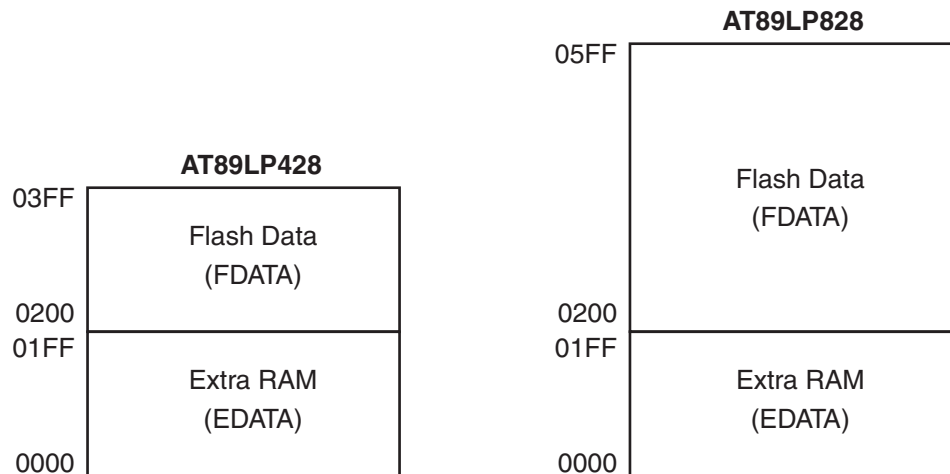 AT89LP428
03FF
Flash Data
(FDATA)
0200
01FF
Extra RAM
(EDATA)
0000
AT89LP828
05FF
Flash Data
(FDATA)
0200
01FF
Extra RAM
(EDATA)
0000